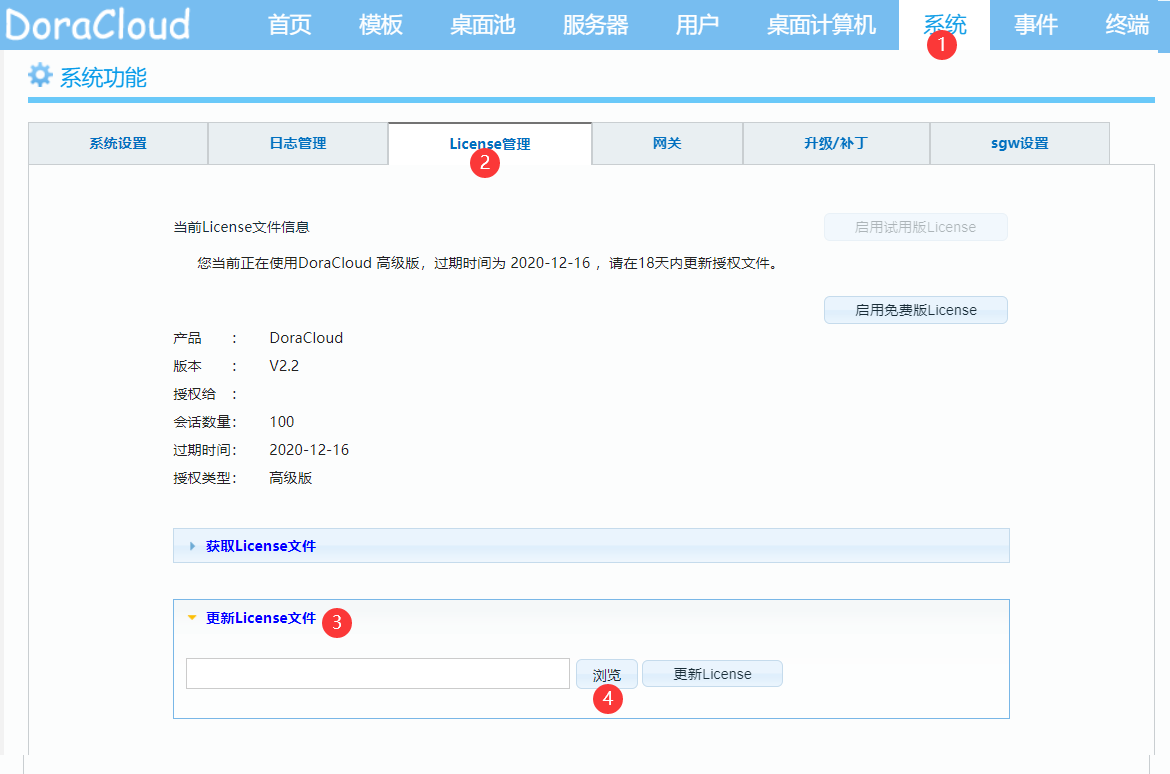 DoraCloud 首页 模板 桌面池 服务器 用户 桌面计算机 系统 事件 终端
1
系统功能
系统设置 日志管理 License管理 网关 升级/补丁 sgw设置
2
当前License文件信息 启用试用版License
您当前正在使用DoraCloud 高级版，过期时间为 2020-12-16 ，请在18天内更新授权文件。
启用免费版License
产品 : DoraCloud
版本 : V2.2
授权给 :
会话数量: 100
过期时间: 2020-12-16
授权类型: 高级版
获取License文件
更新License文件 3
浏览 更新License
4